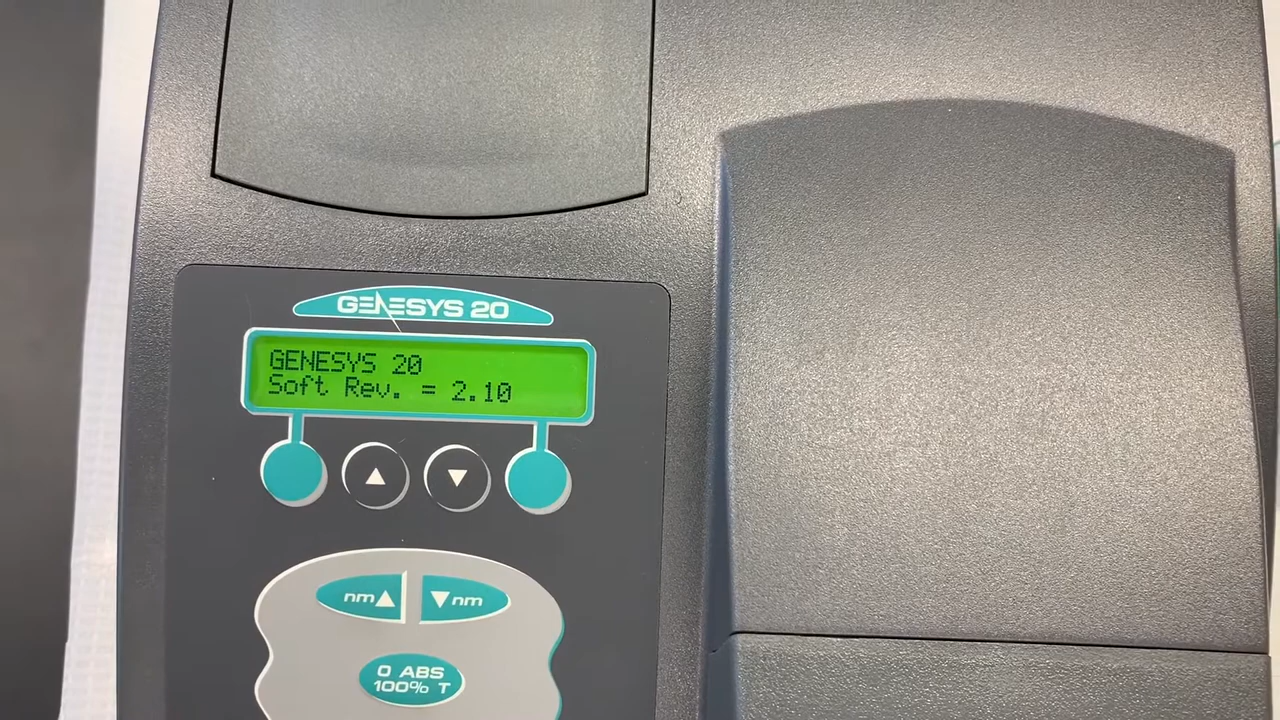 GENESYS 20
GENESYS 20
Soft Rev. = 2.10
nm▲ ▼nm
0 ABS
100% T